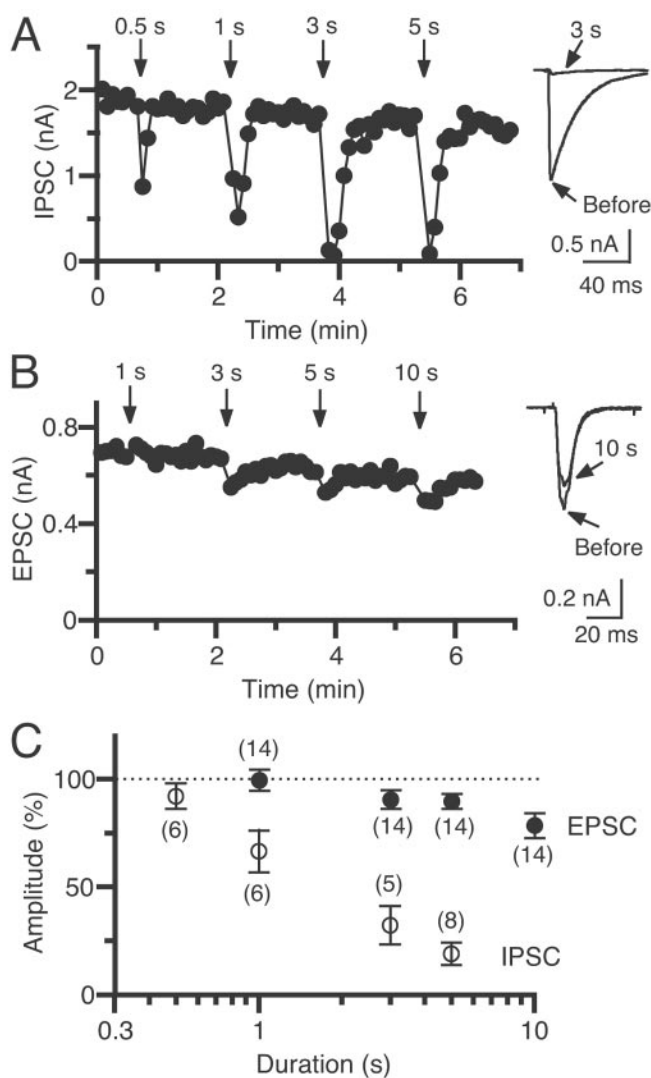 A
0.5 s 1 s 3 s 5 s
3 s
2
1
0
IPSC (nA)
0 2 4 6
Time (min)
Before
0.5 nA
40 ms
B
1 s 3 s 5 s 10 s
0.8
0.4
0
EPSC (nA)
0 2 4 6
Time (min)
10 s
Before
0.2 nA
20 ms
C
100
50
0
Amplitude (%)
(14)
(6) (14) (14) EPSC
(14)
(6) (5) (8)
IPSC
0.3 1 10
Duration (s)